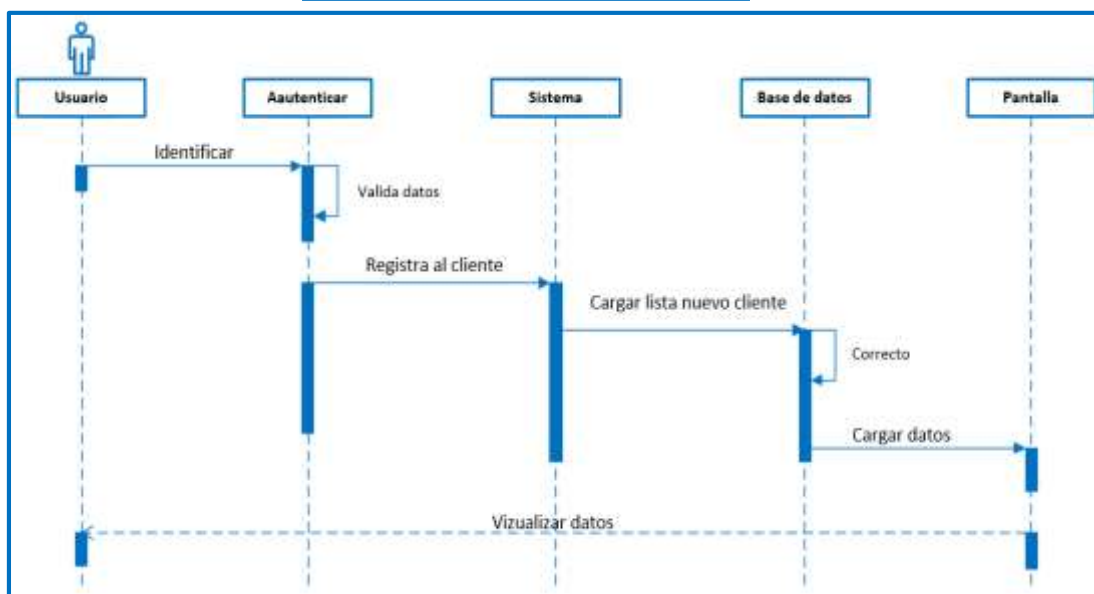 Usuario
Aautenticar
Sistema
Base de datos
Pantalla
Identificar
Valida datos
Registra al cliente
Cargar lista nuevo cliente
Correcto
Cargar datos
Vizualizar datos